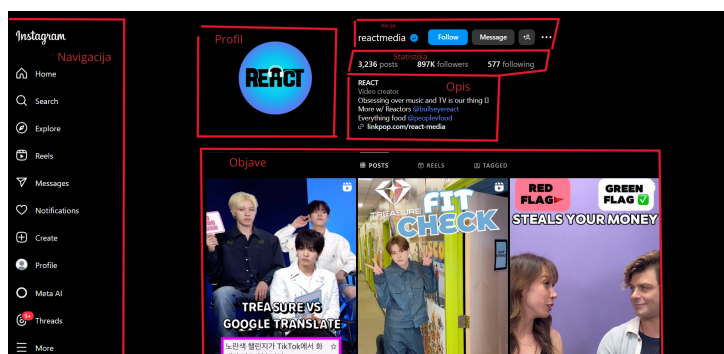 Instagram
Navigacija
Home
Search
Explore
Reels
Messages
Notifications
Create
Profile
Meta AI
9+
Threads
More
Profil
REACT
Akcije
reactmedia
Follow
Message
Statistika
3,236 posts 897K followers 577 following
REACT
Opis
Video creator
Obsessing over music and TV is our thing
More w/ Reactors @bullseyereact
Everything food @peoplevfood
linkpop.com/react-media
Objave
POSTS REELS TAGGED
TREASURE VS
GOOGLE TRANSLATE
노란색 챌린지가 TikTok에서 화
TREASURE
FIT
CHECK
RED
FLAG
GREEN
FLAG
STEALS YOUR MONEY